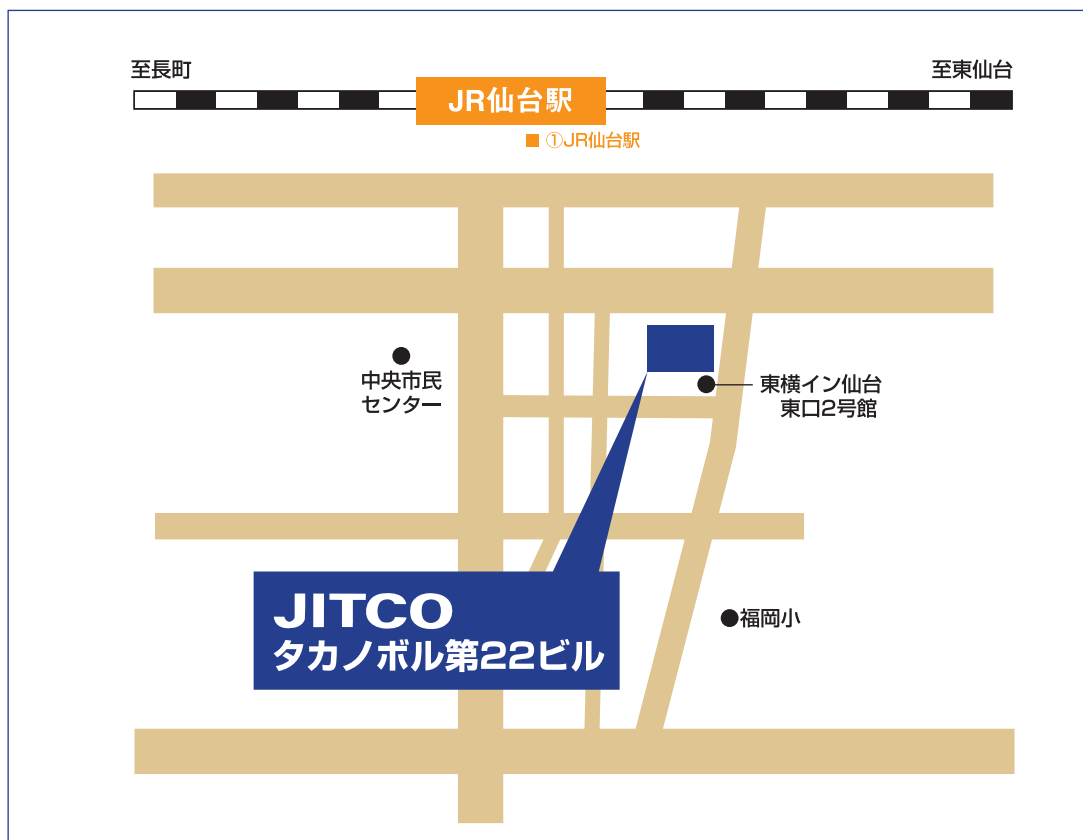 至長町
至東仙台
JR仙台駅
①JR仙台駅
中央市民
センター
東横イン仙台
東口2号館
JITCO
タカノボル第22ビル
福岡小